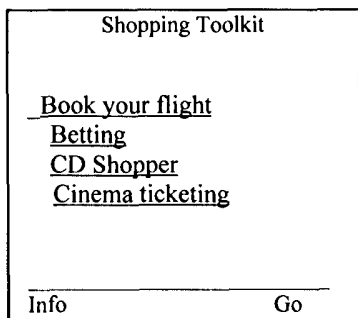 Shopping Toolkit
Book your flight
Betting
CD Shopper
Cinema ticketing
Info Go